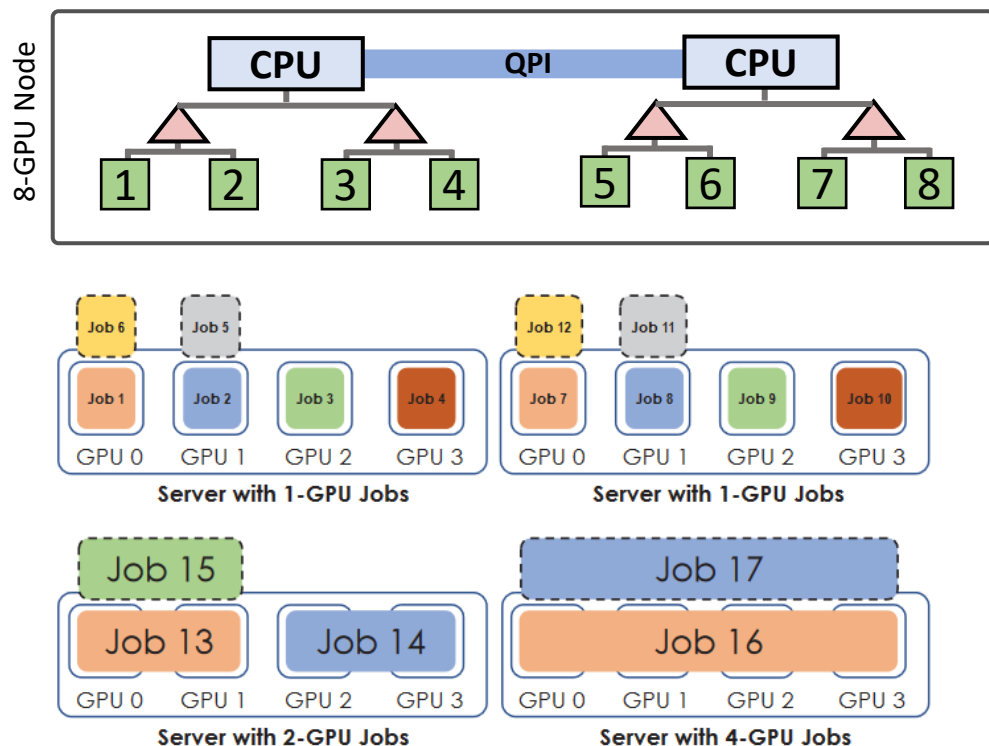 8-GPU Node
CPU QPI CPU
1 2 3 4 5 6 7 8
Job 6 Job 5 Job 12 Job 11
Job 1 Job 2 Job 3 Job 4 Job 7 Job 8 Job 9 Job 10
GPU 0 GPU 1 GPU 2 GPU 3 GPU 0 GPU 1 GPU 2 GPU 3
Server with 1-GPU Jobs Server with 1-GPU Jobs
Job 15 Job 17
Job 13 Job 14 Job 16
GPU 0 GPU 1 GPU 2 GPU 3 GPU 0 GPU 1 GPU 2 GPU 3
Server with 2-GPU Jobs Server with 4-GPU Jobs